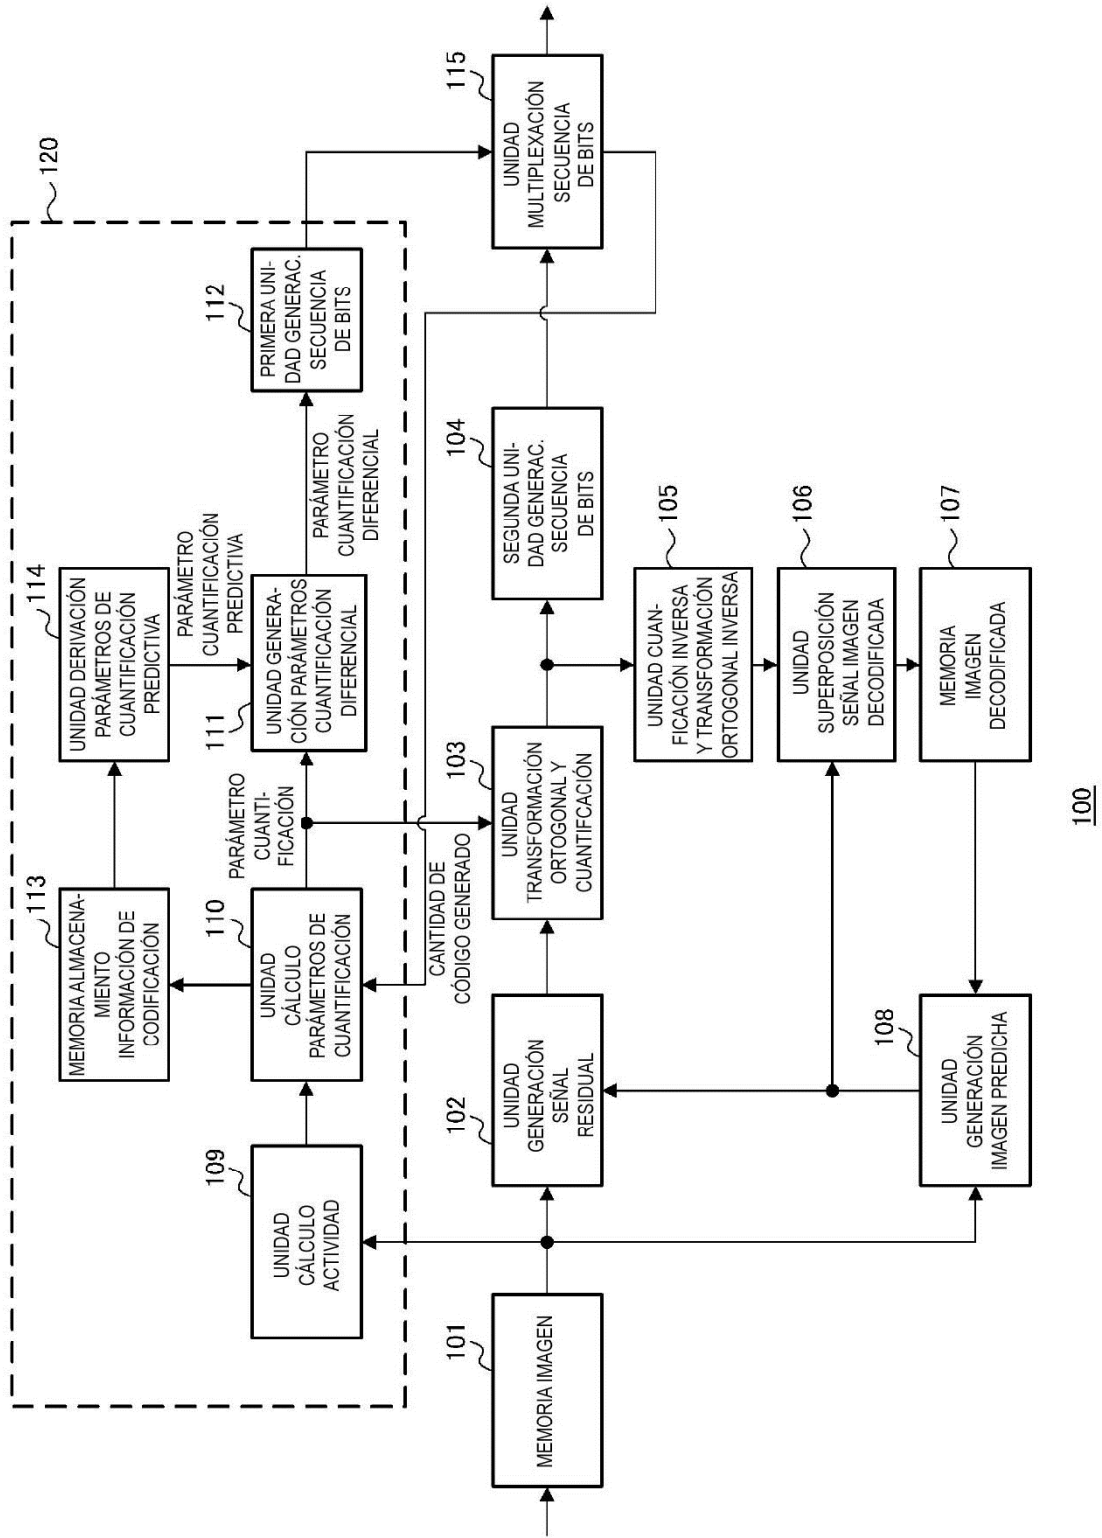 120
113
MEMORIA ALMACENA-
MIENTO
INFORMACIÓN DE
CODIFICACIÓN
114
UNIDAD DERIVACIÓN
PARÁMETROS DE
CUANTIFICACIÓN
PREDICTIVA
PARÁMETRO
CUANTIFICACIÓN
PREDICTIVA
109
UNIDAD
CÁLCULO
ACTIVIDAD
110
UNIDAD
CÁLCULO
PARÁMETROS DE
CUANTIFICACIÓN
PARÁMETRO
CUANTI-
FICACIÓN
111
UNIDAD GENERA-
CIÓN PARÁMETROS
CUANTIFICACIÓN
DIFERENCIAL
PARÁMETRO
CUANTIFICACIÓN
DIFERENCIAL
112
PRIMERA UNI-
DAD GENERAC.
SECUENCIA
DE BITS
CANTIDAD DE
CÓDIGO GENERADO
101
MEMORIA IMAGEN
102
UNIDAD
GENERACIÓN
SEÑAL
RESIDUAL
103
UNIDAD
TRANSFORMACIÓN
ORTOGONAL Y
CUANTIFCACIÓN
104
SEGUNDA UNI-
DAD GENERAC.
SECUENCIA
DE BITS
115
UNIDAD
MULTIPLEXACIÓN
SECUENCIA
DE BITS
105
UNIDAD CUAN-
FICACIÓN INVERSA
Y TRANSFORMACIÓN
ORTOGONAL INVERSA
106
UNIDAD
SUPERPOSICIÓN
SEÑAL IMAGEN
DECODIFICADA
107
MEMORIA
IMAGEN
DECODIFICADA
108
UNIDAD
GENERACIÓN
IMAGEN PREDICHA
100